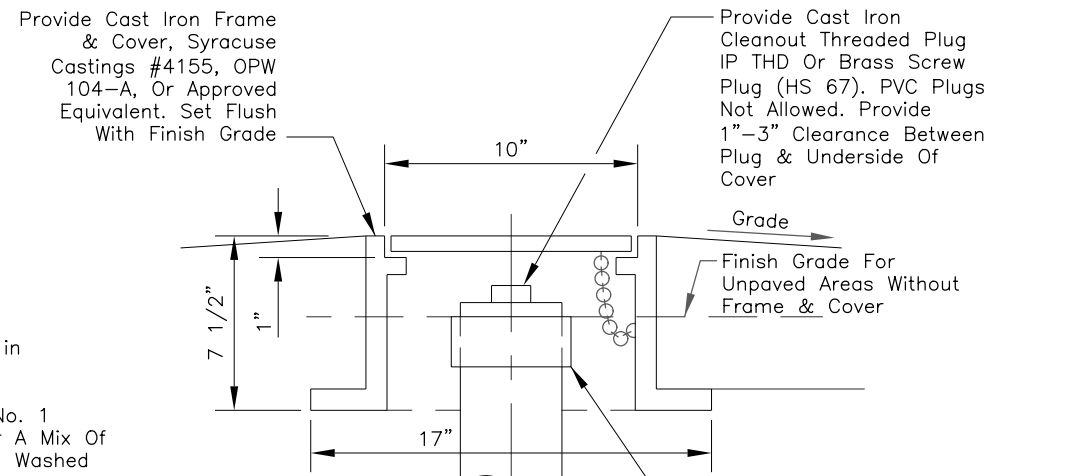 Provide Cast Iron Frame
& Cover, Syracuse
Castings #4155, OPW
104-A, Or Approved
Equivalent. Set Flush
With Finish Grade
Provide Cast Iron
Cleanout Threaded Plug
IP THD Or Brass Screw
Plug (HS 67). PVC Plugs
Not Allowed. Provide
1"-3" Clearance Between
Plug & Underside Of
Cover
10"
Grade
Finish Grade For
Unpaved Areas Without
Frame & Cover
7 1/2"
1"
in
No. 1
A Mix Of
Washed
17"